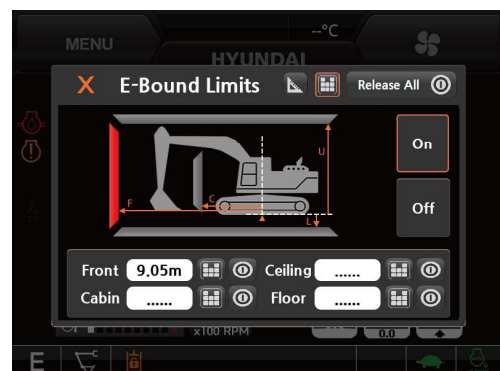 --°C
MENU
HYUNDAI
X E-Bound Limits Release All
On
U
F C
Off
L
Front 9.05m Ceiling ......
Cabin ...... Floor ......
x100 RPM 0.0
E